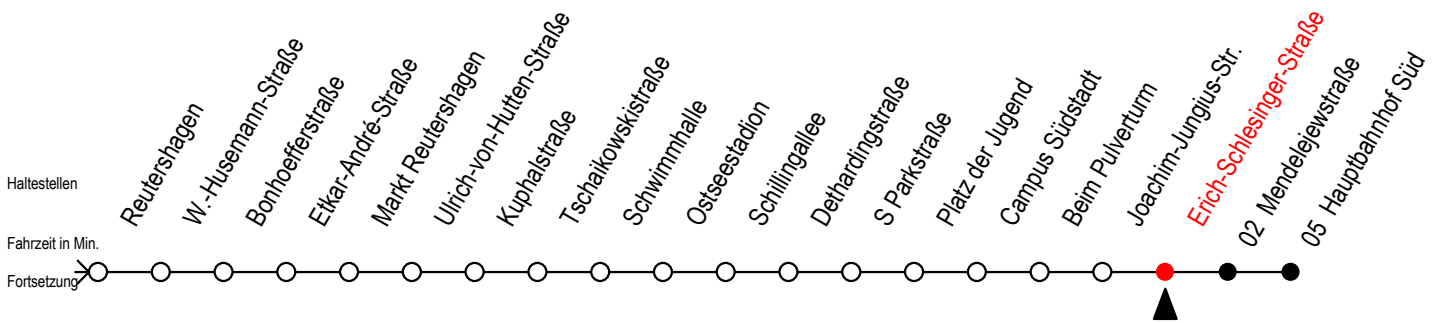 Haltestellen
Reutershagen
W.-Husemann-Straße
Bonhoefferstraße
Etkar-André-Straße
Markt Reutershagen
Ulrich-von-Hutten-Straße
Kuphalstraße
Tschaikowskistraße
Schwimmhalle
Ostseestadion
Schillingallee
Dethardingstraße
S Parkstraße
Platz der Jugend
Campus Südstadt
Beim Pulverturm
Joachim-Jungius-Str.
Erich-Schlesinger-Straße
02 Mendelejewstraße
05 Hauptbahnhof Süd
Fahrzeit in Min.
Fortsetzung